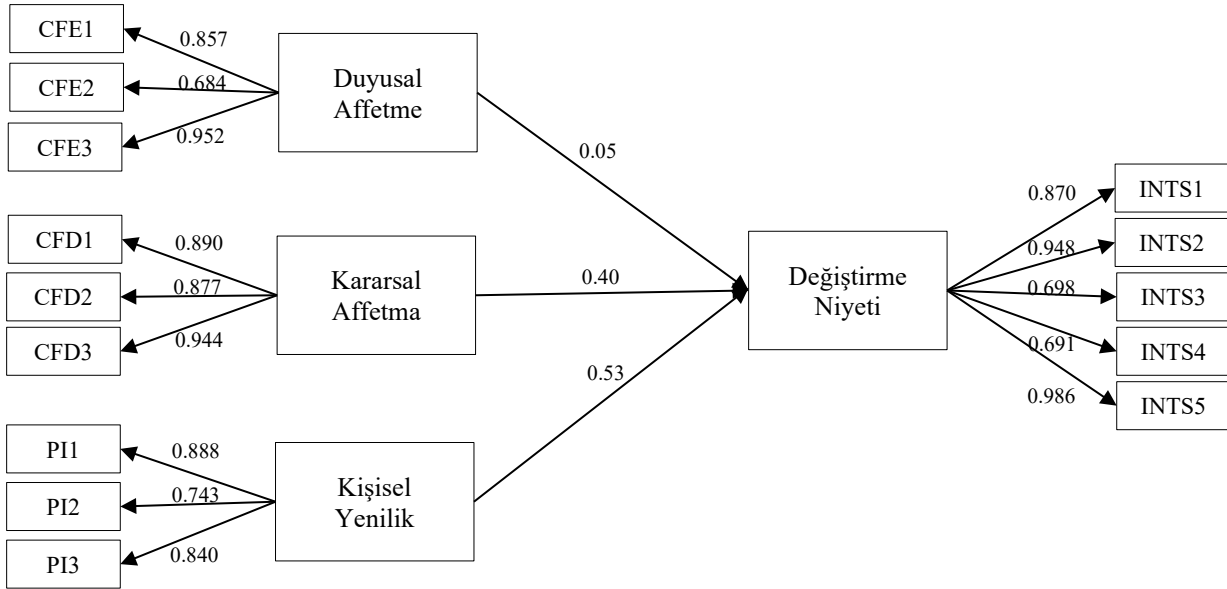 CFE1
0.857
CFE2
0.684
CFE3
0.952
Duyusal
Affetme
0.05
CFD1
0.890
CFD2
0.877
CFD3
0.944
Kararsal
Affetma
0.40
PI1
0.888
PI2
0.743
PI3
0.840
Kişisel
Yenilik
0.53
Değiştirme
Niyeti
0.870
INTS1
0.948
INTS2
0.698
INTS3
0.691
INTS4
0.986
INTS5